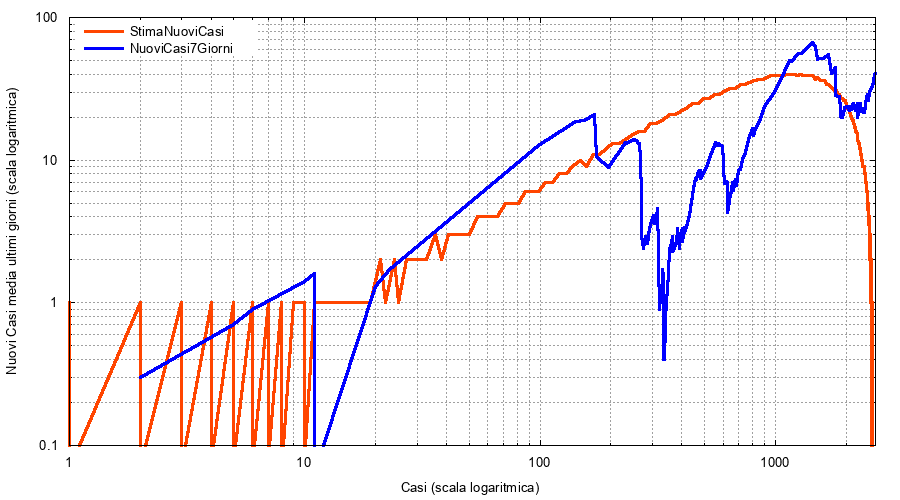 100
StimaNuoviCasi
NuoviCasi7Giorni
10
1
0.1
Nuovi Casi media ultimi giorni (scala logaritmica)
1
10
100
1000
Casi (scala logaritmica)